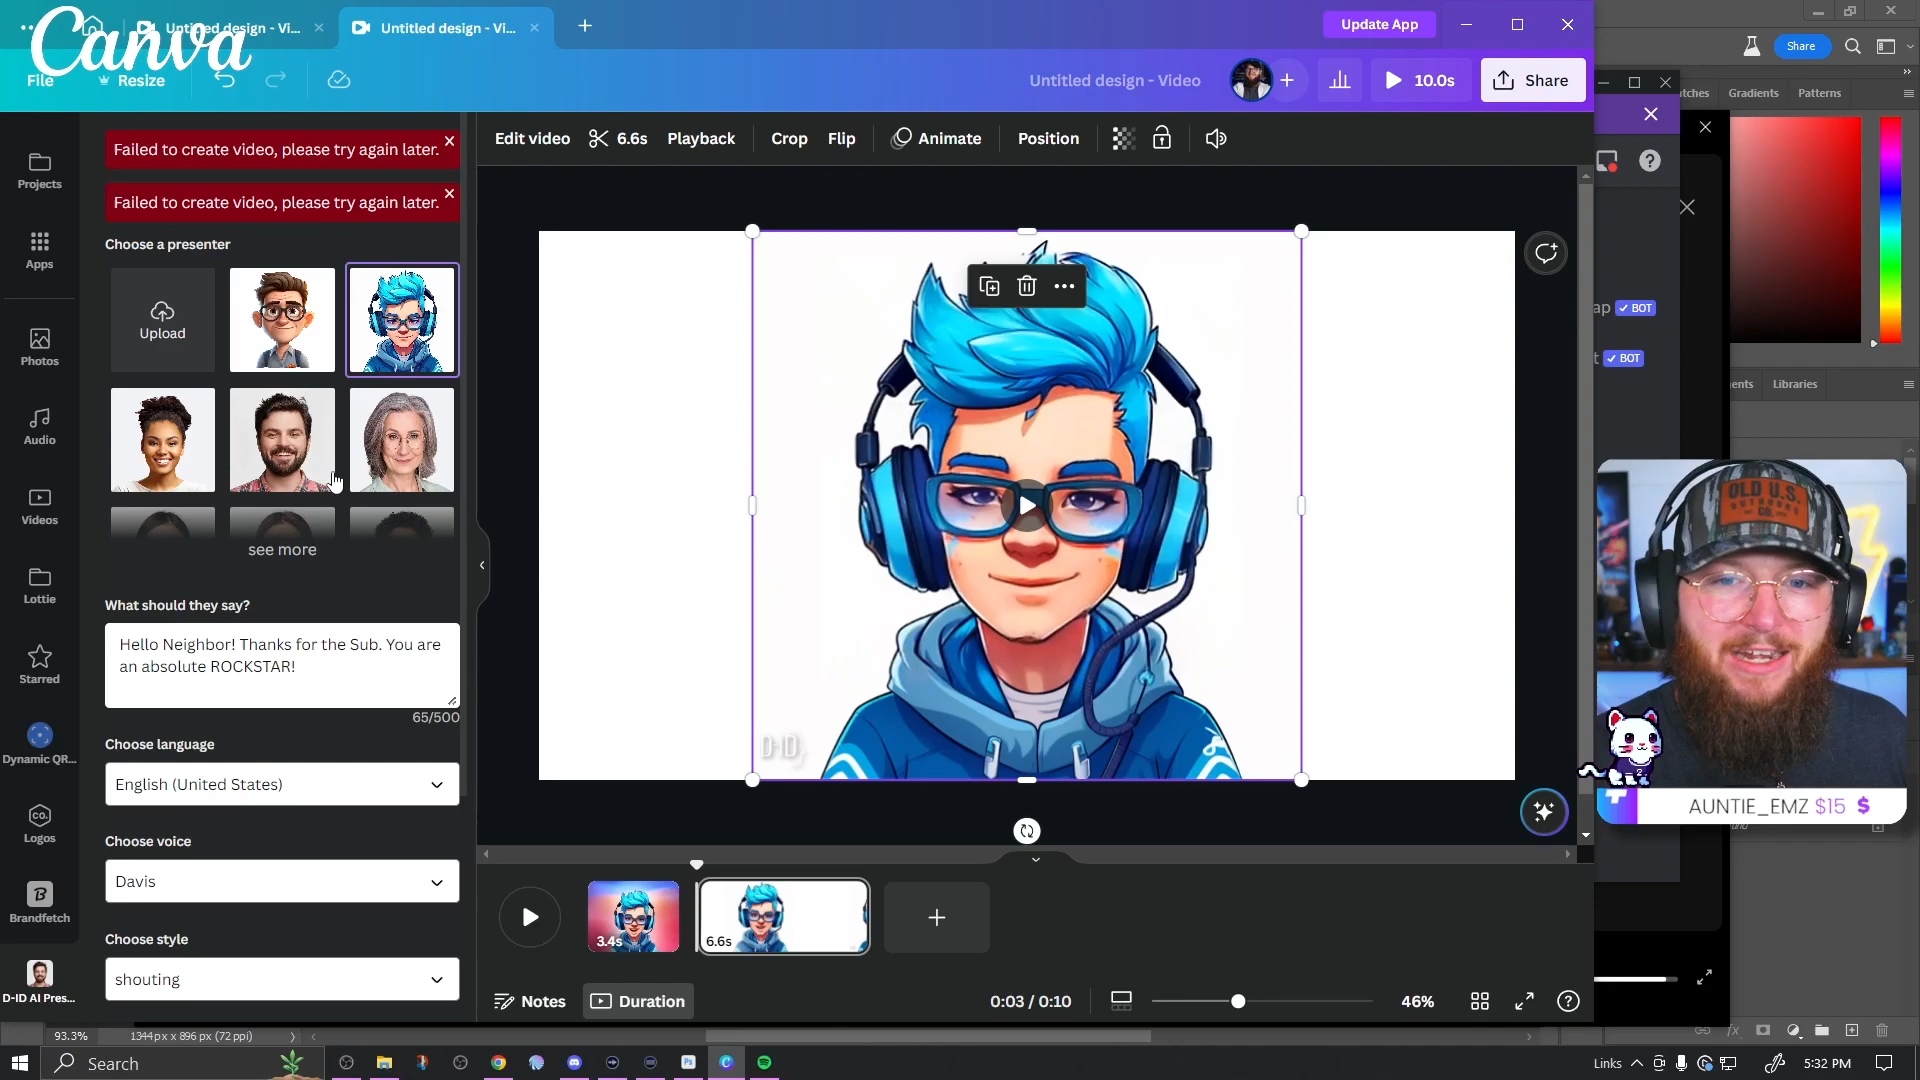 Canva
Untitled design - Vi...
Untitled design - Vi...
Update App
File
Resize
Untitled design - Video
10.0s
Share
Share
Gradients
Patterns
Projects
Apps
Photos
Audio
Videos
Lottie
Starred
Dynamic QR...
Logos
CO.
Brandfetch
D-ID AI Pres...
Failed to create video, please try again later.
Failed to create video, please try again later.
Choose a presenter
Upload
see more
What should they say?
Hello Neighbor! Thanks for the Sub. You are
an absolute ROCKSTAR!
65/500
Choose language
English (United States)
Choose voice
Davis
Choose style
shouting
Edit video
6.6s
Playback
Crop
Flip
Animate
Position
D-ID
3.4s
6.6s
Notes
Duration
0:03 / 0:10
46%
BOT
BOT
Libraries
OLD U.S.
CO.
AUNTIE_EMZ $15 $
93.3%
1344 px x 896 px (72 ppi)
Search
Links
5:32 PM